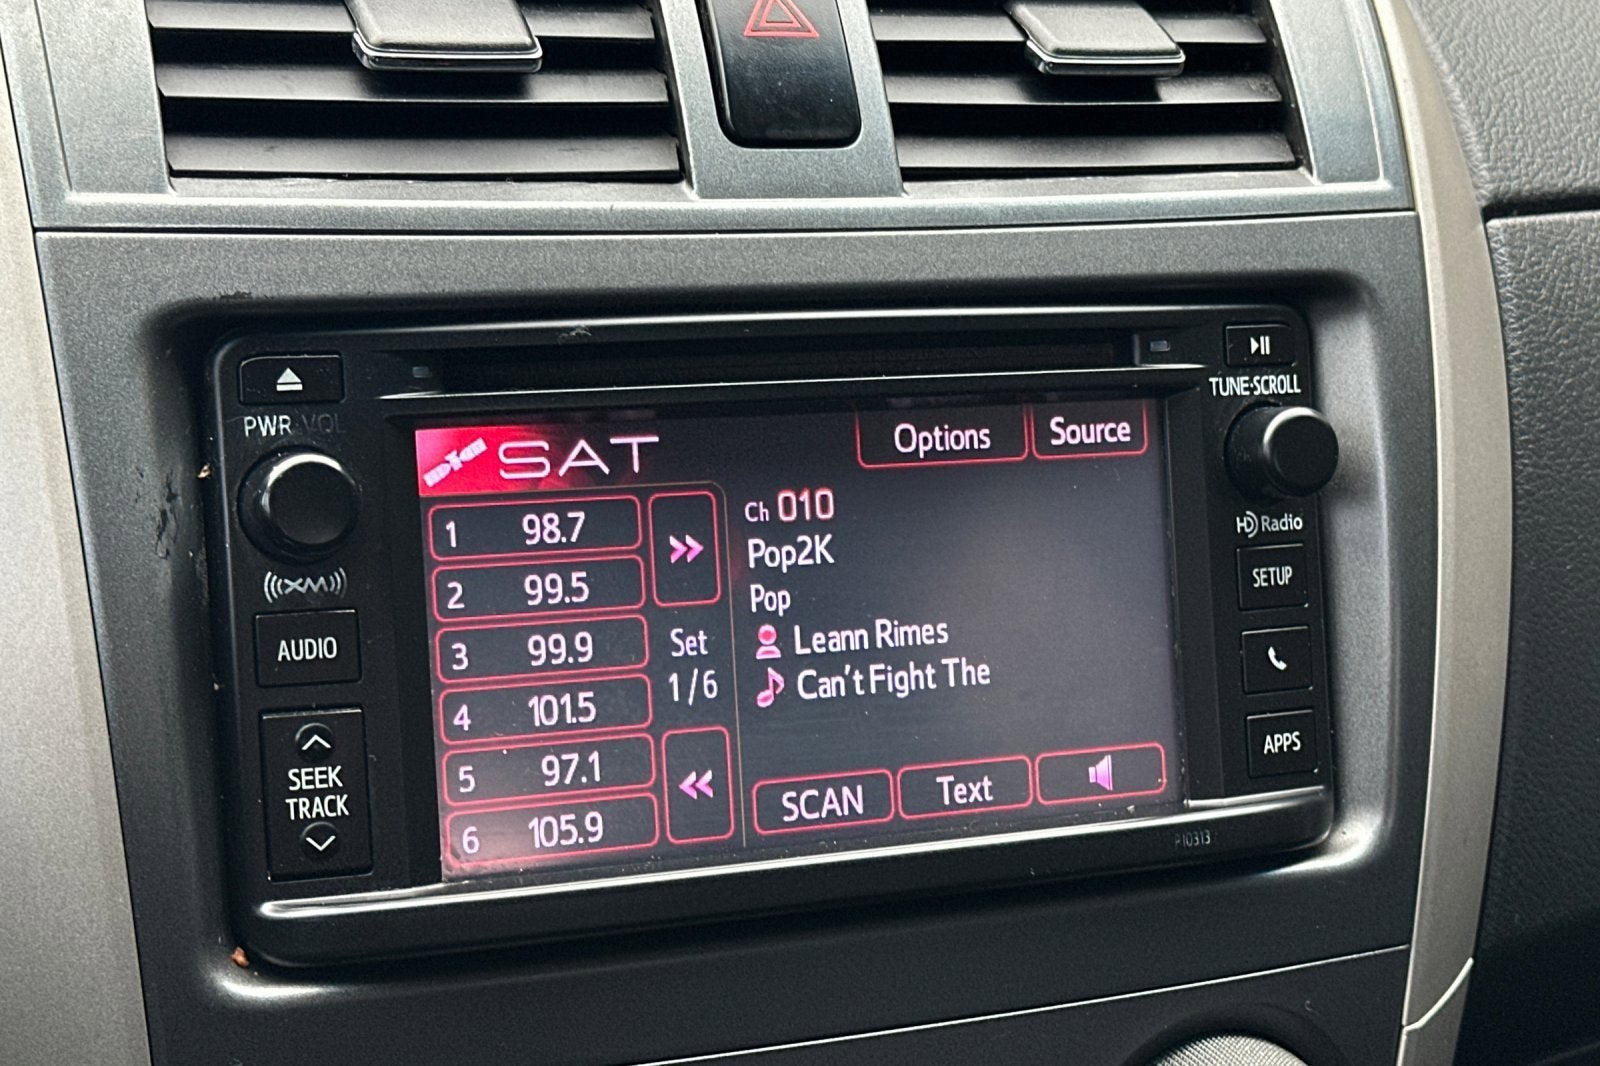 PWR VOL
TUNE·SCROLL
SAT
Options
Source
1 98.7
2 99.5
3 99.9
4 101.5
5 97.1
6 105.9
Set
1/6
Ch 010
Pop2K
Pop
Leann Rimes
Can't Fight The
SCAN
Text
((XM))
AUDIO
SEEK
TRACK
HD Radio
SETUP
APPS
P10313